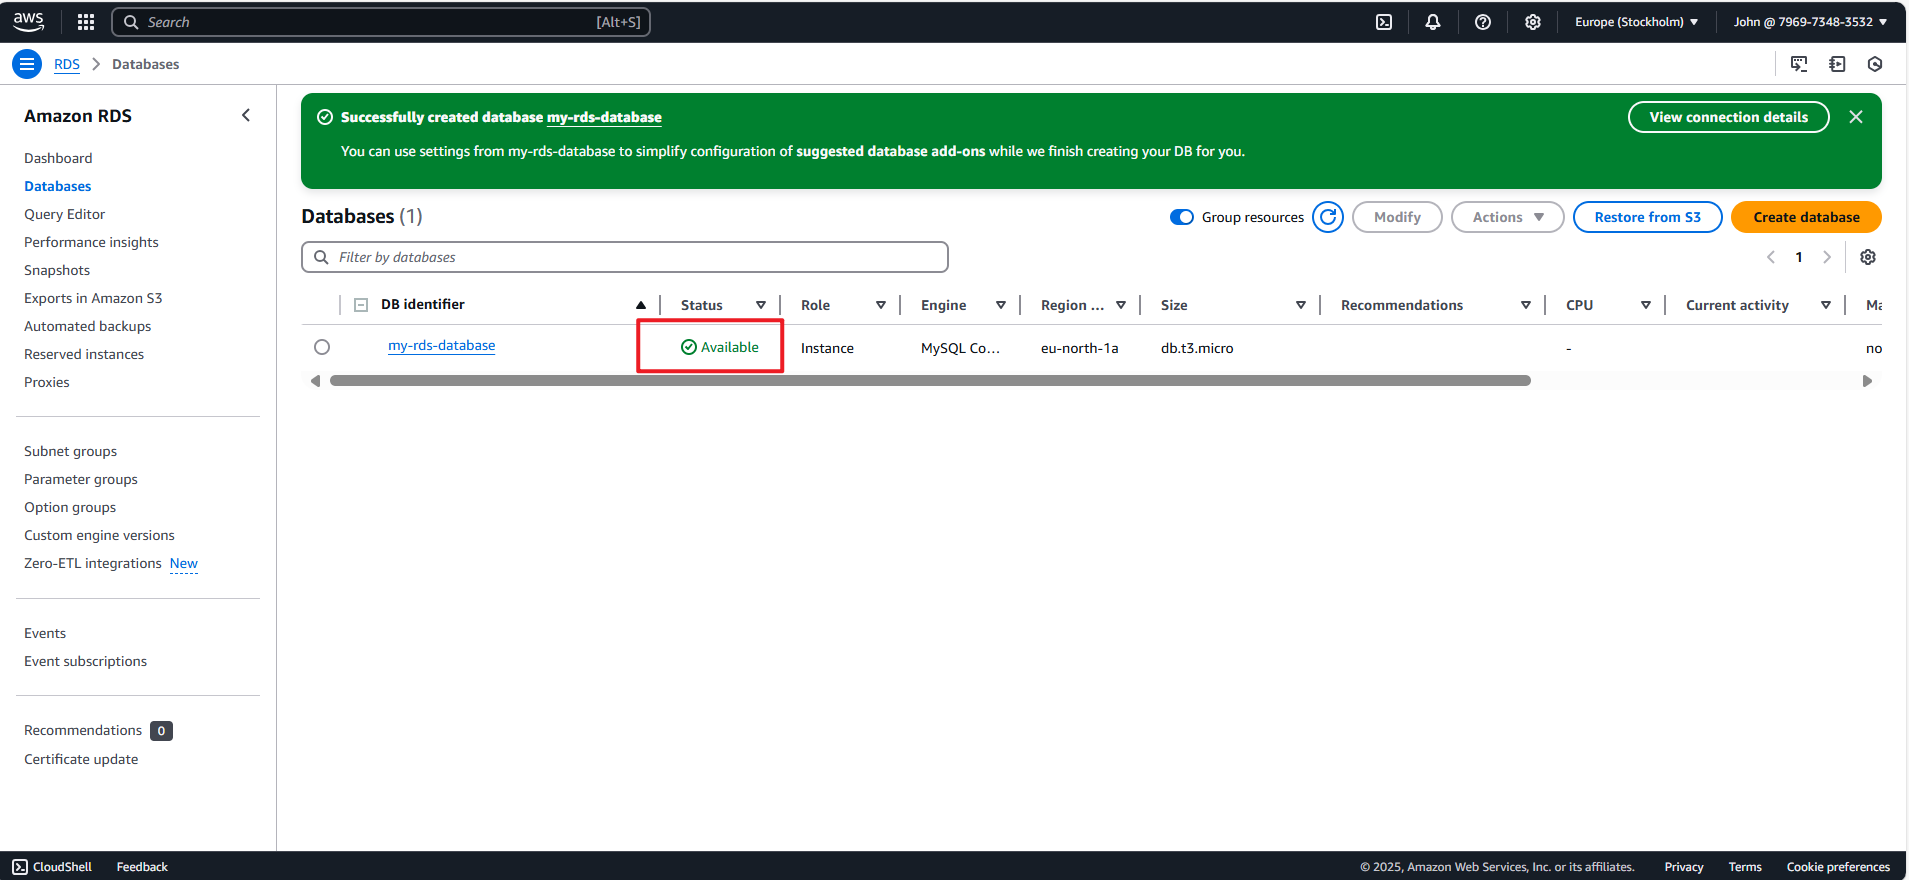 aws
Search
[Alt+S]
Europe (Stockholm)
John @ 7969-7348-3532
RDS
Databases
Amazon RDS
Dashboard
Databases
Query Editor
Performance insights
Snapshots
Exports in Amazon S3
Automated backups
Reserved instances
Proxies
Subnet groups
Parameter groups
Option groups
Custom engine versions
Zero-ETL integrations New
Events
Event subscriptions
Recommendations 0
Certificate update
Successfully created database my-rds-database
View connection details
You can use settings from my-rds-database to simplify configuration of suggested database add-ons while we finish creating your DB for you.
Databases (1)
Group resources
Modify
Actions
Restore from S3
Create database
Filter by databases
1
DB identifier Status Role Engine Region ... Size Recommendations CPU Current activity Ma
my-rds-database Available Instance MySQL Co... eu-north-1a db.t3.micro - no
CloudShell
Feedback
© 2025, Amazon Web Services, Inc. or its affiliates.
Privacy
Terms
Cookie preferences